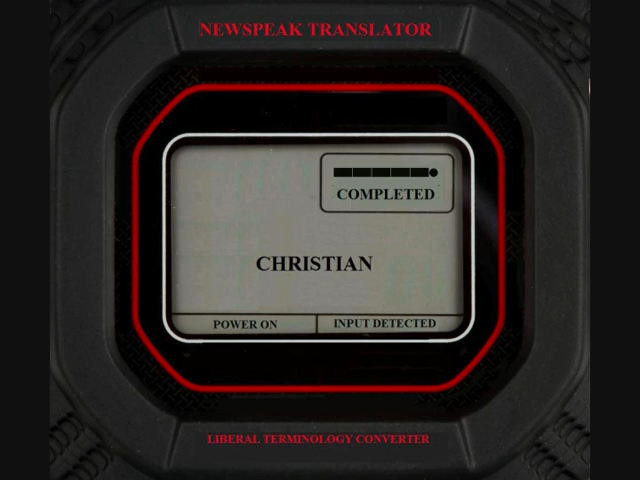 NEWSPEAK TRANSLATOR
COMPLETED
CHRISTIAN
POWER ON
INPUT DETECTED
LIBERAL TERMINOLOGY CONVERTER